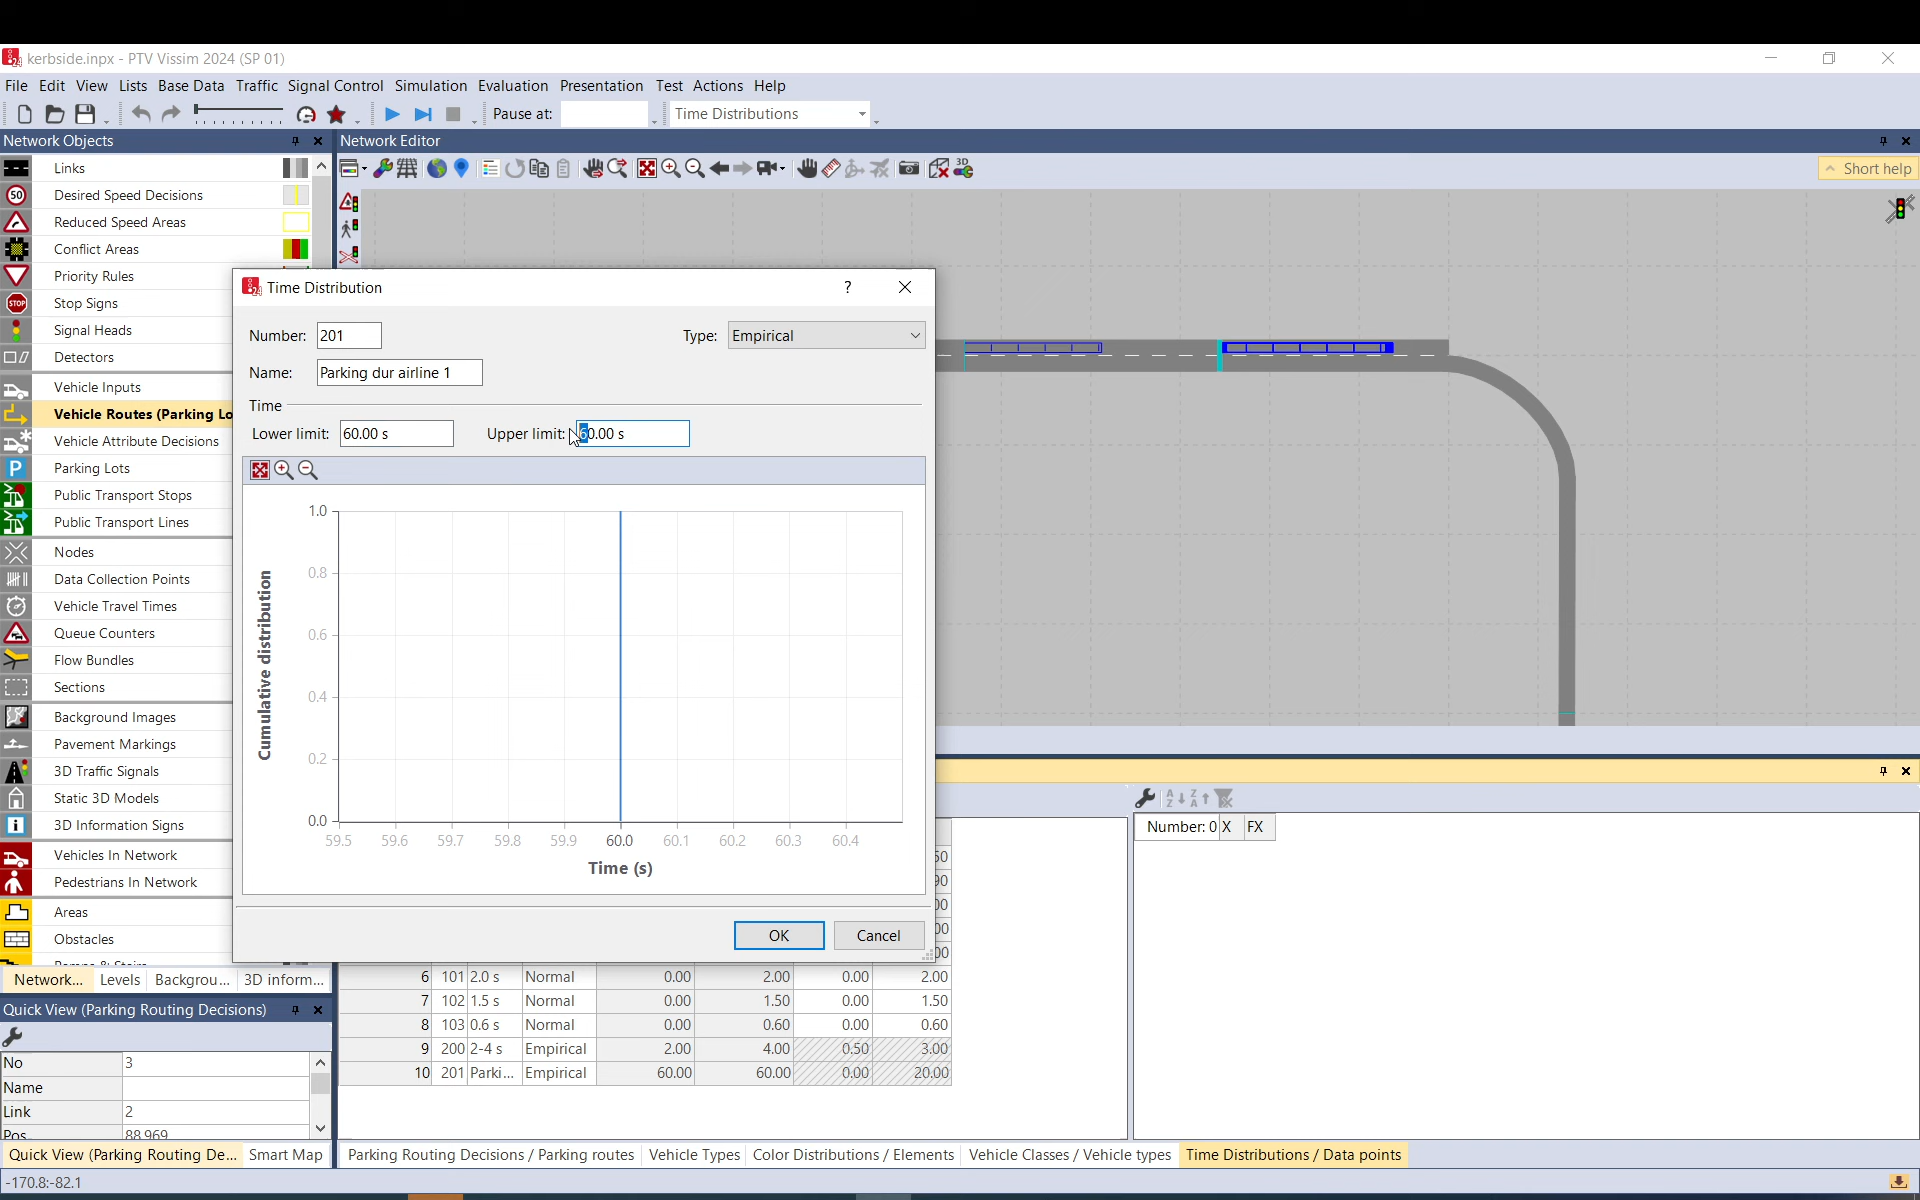 kerbside.inpx - PTV Vissim 2024 (SP 01)
File Edit View Lists Base Data Traffic Signal Control Simulation Evaluation Presentation Test Actions Help
Pause at: Time Distributions
Network Objects
Network Editor
Short help
Links
Desired Speed Decisions
Reduced Speed Areas
Conflict Areas
Priority Rules
Stop Signs
Signal Heads
Detectors
Vehicle Inputs
Vehicle Routes (Parking Lo
Vehicle Attribute Decisions
Parking Lots
Public Transport Stops
Public Transport Lines
Nodes
Data Collection Points
Vehicle Travel Times
Queue Counters
Flow Bundles
Sections
Background Images
Pavement Markings
3D Traffic Signals
Static 3D Models
3D Information Signs
Vehicles In Network
Pedestrians In Network
Areas
Obstacles
Network... Levels Backgrou... 3D inform...
Quick View (Parking Routing Decisions)
No 3
Name
Link 2
Pos 88.969
Quick View (Parking Routing De... Smart Map
-170.8:-82.1
Time Distribution
?
Number: 201
Type: Empirical
Name: Parking dur airline 1
Time
Lower limit: 60.00 s
Upper limit: 60.00 s
Cumulative distribution
1.0
0.8
0.6
0.4
0.2
0.0
59.5 59.6 59.7 59.8 59.9 60.0 60.1 60.2 60.3 60.4
Time (s)
OK Cancel
6 101 2.0 s Normal 0.00 2.00 0.00 2.00
7 102 1.5 s Normal 0.00 1.50 0.00 1.50
8 103 0.6 s Normal 0.00 0.60 0.00 0.60
9 200 2-4 s Empirical 2.00 4.00 0.50 3.00
10 201 Parki... Empirical 60.00 60.00 0.00 20.00
Number: 0 X FX
Parking Routing Decisions / Parking routes Vehicle Types Color Distributions / Elements Vehicle Classes / Vehicle types Time Distributions / Data points